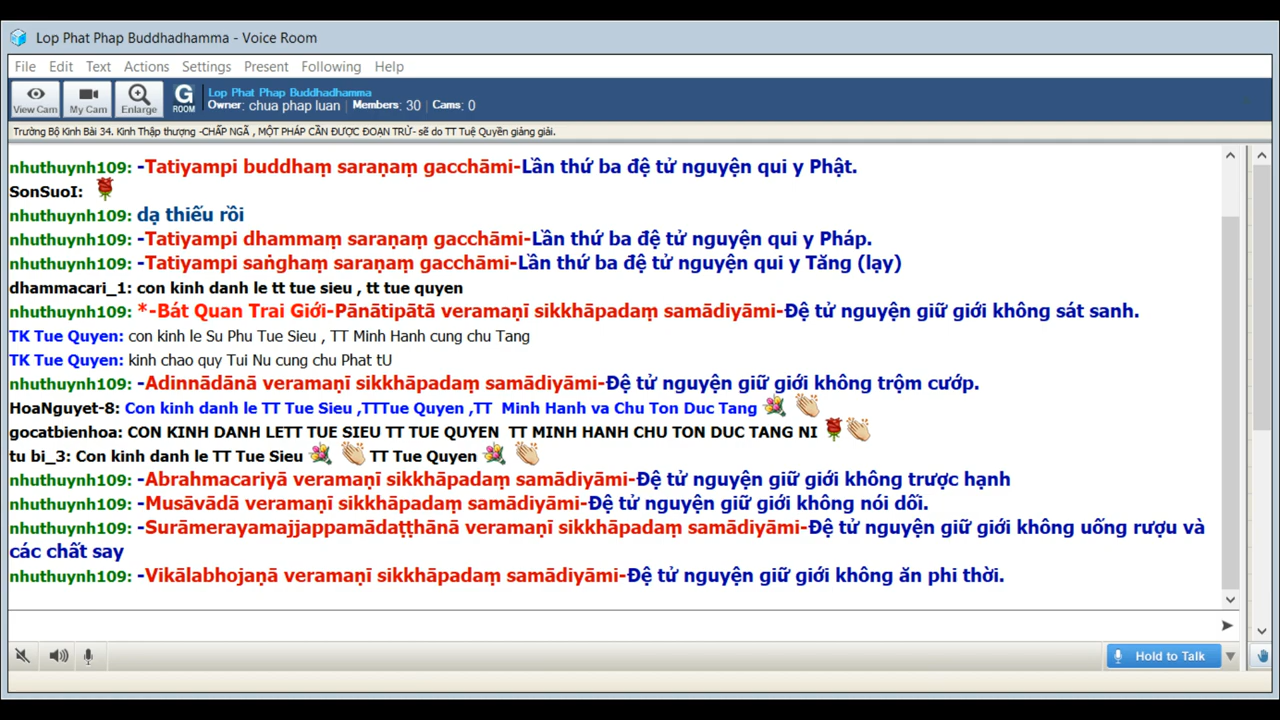 Lop Phat Phap Buddhadhamma - Voice Room
File Edit Text Actions Settings Present Following Help
View Cam My Cam Enlarge G ROOM Lop Phat Phap Buddhadhamma
Owner: chua phap luan Members: 30 Cams: 0
Trường Bộ Kinh Bài 34. Kinh Thập thượng -CHẤP NGÃ , MỘT PHÁP CẦN ĐƯỢC ĐOẠN TRỪ- sẽ do TT Tuệ Quyền giảng giải.
nhuthuynh109: -Tatiyampi buddhaṃ saraṇaṃ gacchāmi-Lần thứ ba đệ tử nguyện qui y Phật.
SonSuoI:
nhuthuynh109: dạ thiếu rồi
nhuthuynh109: -Tatiyampi dhammaṃ saraṇaṃ gacchāmi-Lần thứ ba đệ tử nguyện qui y Pháp.
nhuthuynh109: -Tatiyampi saṅghaṃ saraṇaṃ gacchāmi-Lần thứ ba đệ tử nguyện qui y Tăng (lạy)
dhammacari_1: con kinh danh le tt tue sieu , tt tue quyen
nhuthuynh109: *-Bát Quan Trai Giới-Pānātipātā veramaṇī sikkhāpadaṃ samādiyāmi-Đệ tử nguyện giữ giới không sát sanh.
TK Tue Quyen: con kinh le Su Phu Tue Sieu , TT Minh Hanh cung chu Tang
TK Tue Quyen: kinh chao quy Tui Nu cung chu Phat tU
nhuthuynh109: -Adinnādānā veramaṇī sikkhāpadaṃ samādiyāmi-Đệ tử nguyện giữ giới không trộm cướp.
HoaNguyet-8: Con kinh danh le TT Tue Sieu ,TTTue Quyen ,TT Minh Hanh va Chu Ton Duc Tang
gocatbienhoa: CON KINH DANH LETT TUE SIEU TT TUE QUYEN TT MINH HANH CHU TON DUC TANG NI
tu bi_3: Con kinh danh le TT Tue Sieu TT Tue Quyen
nhuthuynh109: -Abrahmacariyā veramaṇī sikkhāpadaṃ samādiyāmi-Đệ tử nguyện giữ giới không trược hạnh
nhuthuynh109: -Musāvādā veramaṇī sikkhāpadaṃ samādiyāmi-Đệ tử nguyện giữ giới không nói dối.
nhuthuynh109: -Surāmerayamajjappamādaṭṭhānā veramaṇī sikkhāpadaṃ samādiyāmi-Đệ tử nguyện giữ giới không uống rượu và
các chất say
nhuthuynh109: -Vikālabhojaṇā veramaṇī sikkhāpadaṃ samādiyāmi-Đệ tử nguyện giữ giới không ăn phi thời.
Hold to Talk